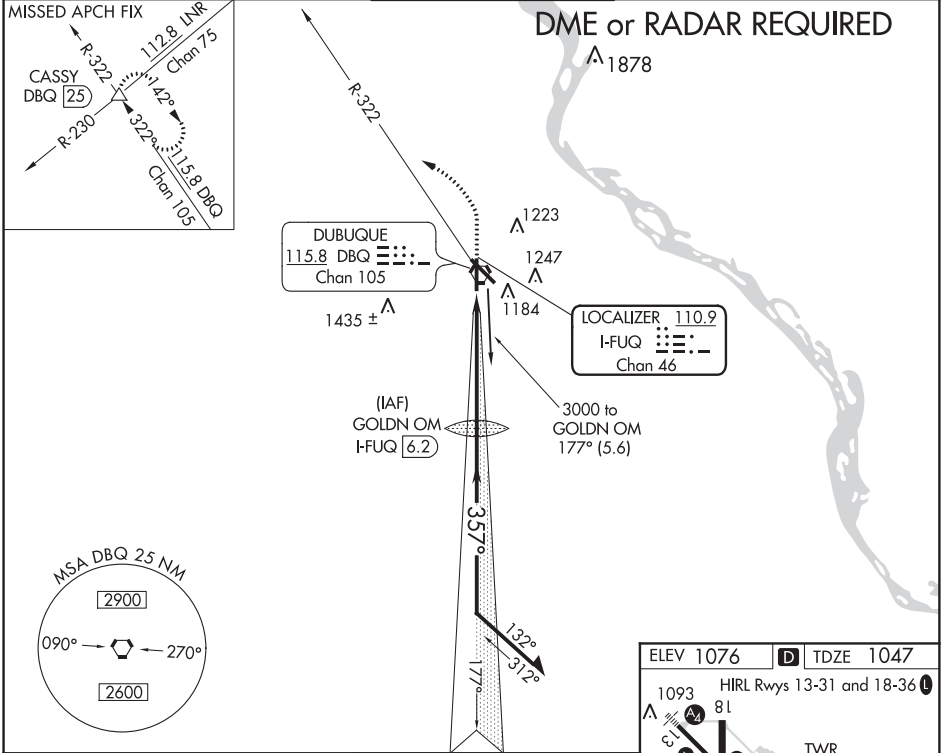 MISSED APCH FIX
R-322
112.8 LNR
Chan 75
CASSY
DBQ 25
142°
R-230
322°
115.8 DBQ
Chan 105
DME or RADAR REQUIRED
1878
R-322
1223
DUBUQUE
115.8 DBQ
Chan 105
1247
1184
1435 ±
LOCALIZER 110.9
I-FUQ
Chan 46
(IAF)
GOLDN OM
I-FUQ 6.2
3000 to
GOLDN OM
177° (5.6)
357°
132°
312°
177°
MSA DBQ 25 NM
2900
090°
270°
2600
ELEV 1076 D TDZE 1047
HIRL Rwys 13-31 and 18-36 L
1093
A4
18
13
TWR